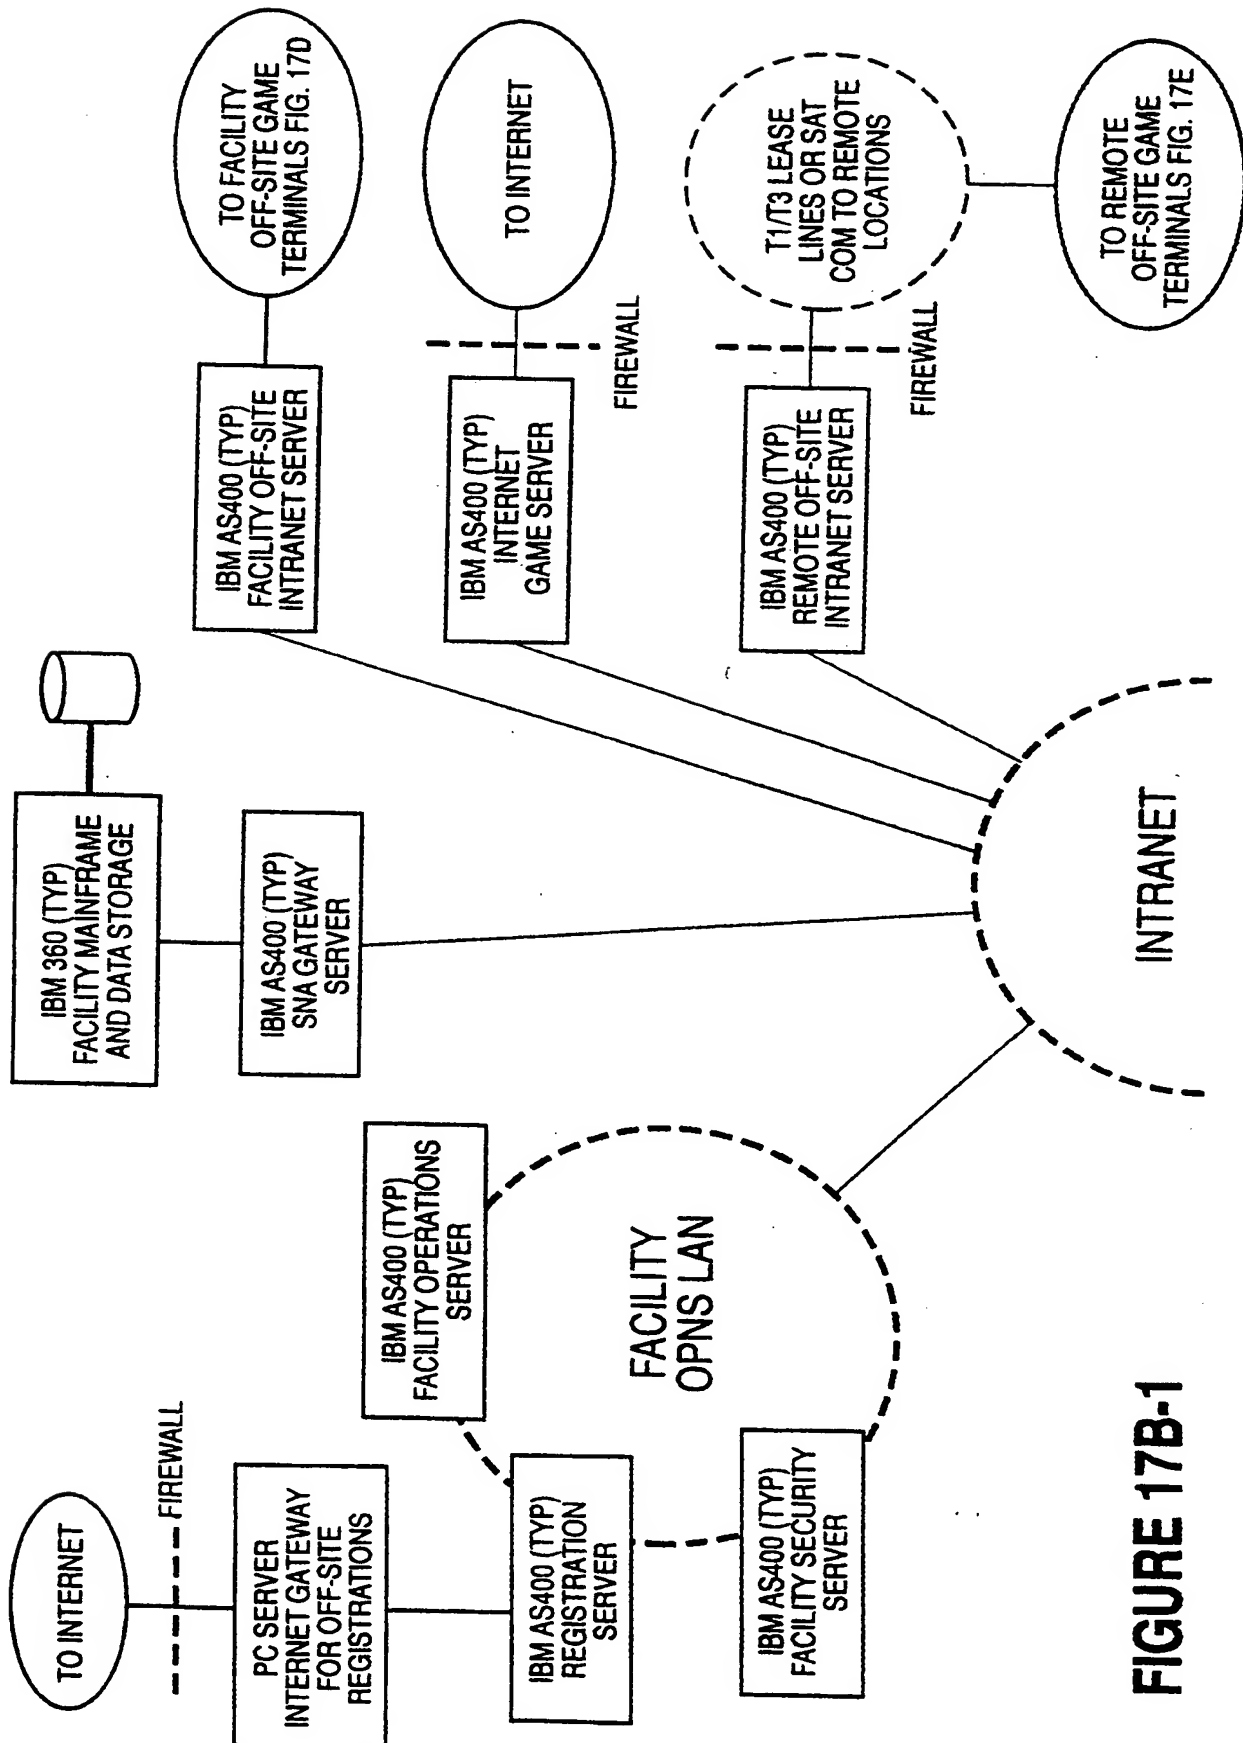 TO INTERNET
FIREWALL
PC SERVER
INTERNET GATEWAY
FOR OFF-SITE
REGISTRATIONS
IBM AS400 (TYP)
REGISTRATION
SERVER
IBM AS400 (TYP)
FACILITY SECURITY
SERVER
IBM AS400 (TYP)
FACILITY OPERATIONS
SERVER
FACILITY
OPNS LAN
IBM 360 (TYP)
FACILITY MAINFRAME
AND DATA STORAGE
IBM AS400 (TYP)
SNA GATEWAY
SERVER
INTRANET
IBM AS400 (TYP)
FACILITY OFF-SITE
INTRANET SERVER
TO FACILITY
OFF-SITE GAME
TERMINALS FIG. 17D
IBM AS400 (TYP)
INTERNET
GAME SERVER
FIREWALL
TO INTERNET
IBM AS400 (TYP)
REMOTE OFF-SITE
INTRANET SERVER
FIREWALL
T1/T3 LEASE
LINES OR SAT
COM TO REMOTE
LOCATIONS
TO REMOTE
OFF-SITE GAME
TERMINALS FIG. 17E
FIGURE 17B-1